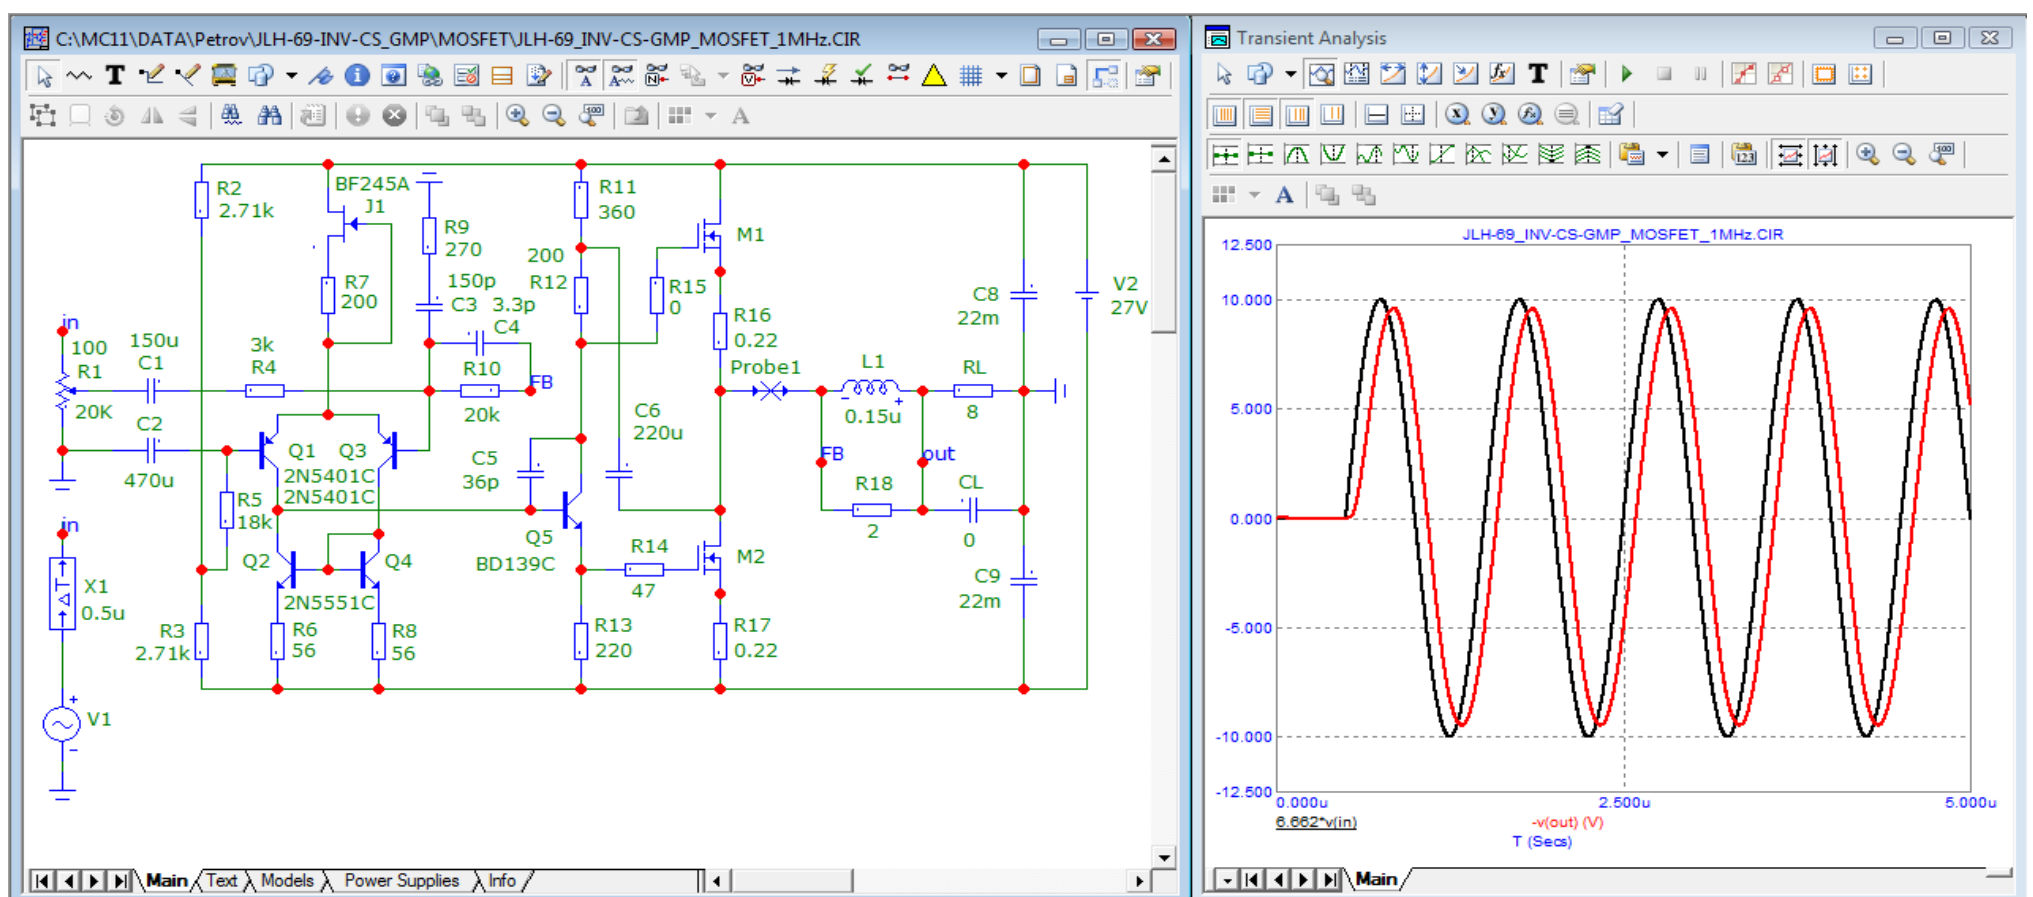 C:\MC11\DATA\Petrov\JLH-69-INV-CS_GMP\MOSFET\JLH-69_INV-CS-GMP_MOSFET_1MHz.CIR
R2
2.71k
BF245A
J1
R9
270
R11
360
M1
R7
200
150p
C3
3.3p
C4
200
R12
R15
0
R16
0.22
C8
22m
V2
27V
in
100
R1
20K
150u
C1
3k
R4
R10
20k
FB
Probe1
L1
0.15u
RL
8
C2
470u
Q1
Q3
2N5401C
2N5401C
C6
220u
C5
36p
FB
out
R18
2
CL
0
R5
18k
in
X1
ΔT
0.5u
Q2
Q4
2N5551C
Q5
BD139C
R14
47
M2
C9
22m
R3
2.71k
R6
56
R8
56
R13
220
R17
0.22
V1
Main
Text
Models
Power Supplies
Info
Transient Analysis
JLH-69_INV-CS-GMP_MOSFET_1MHz.CIR
12.500
10.000
5.000
0.000
-5.000
-10.000
-12.500
0.000u
2.500u
5.000u
6.662*v(in)
-v(out) (V)
T (Secs)
Main